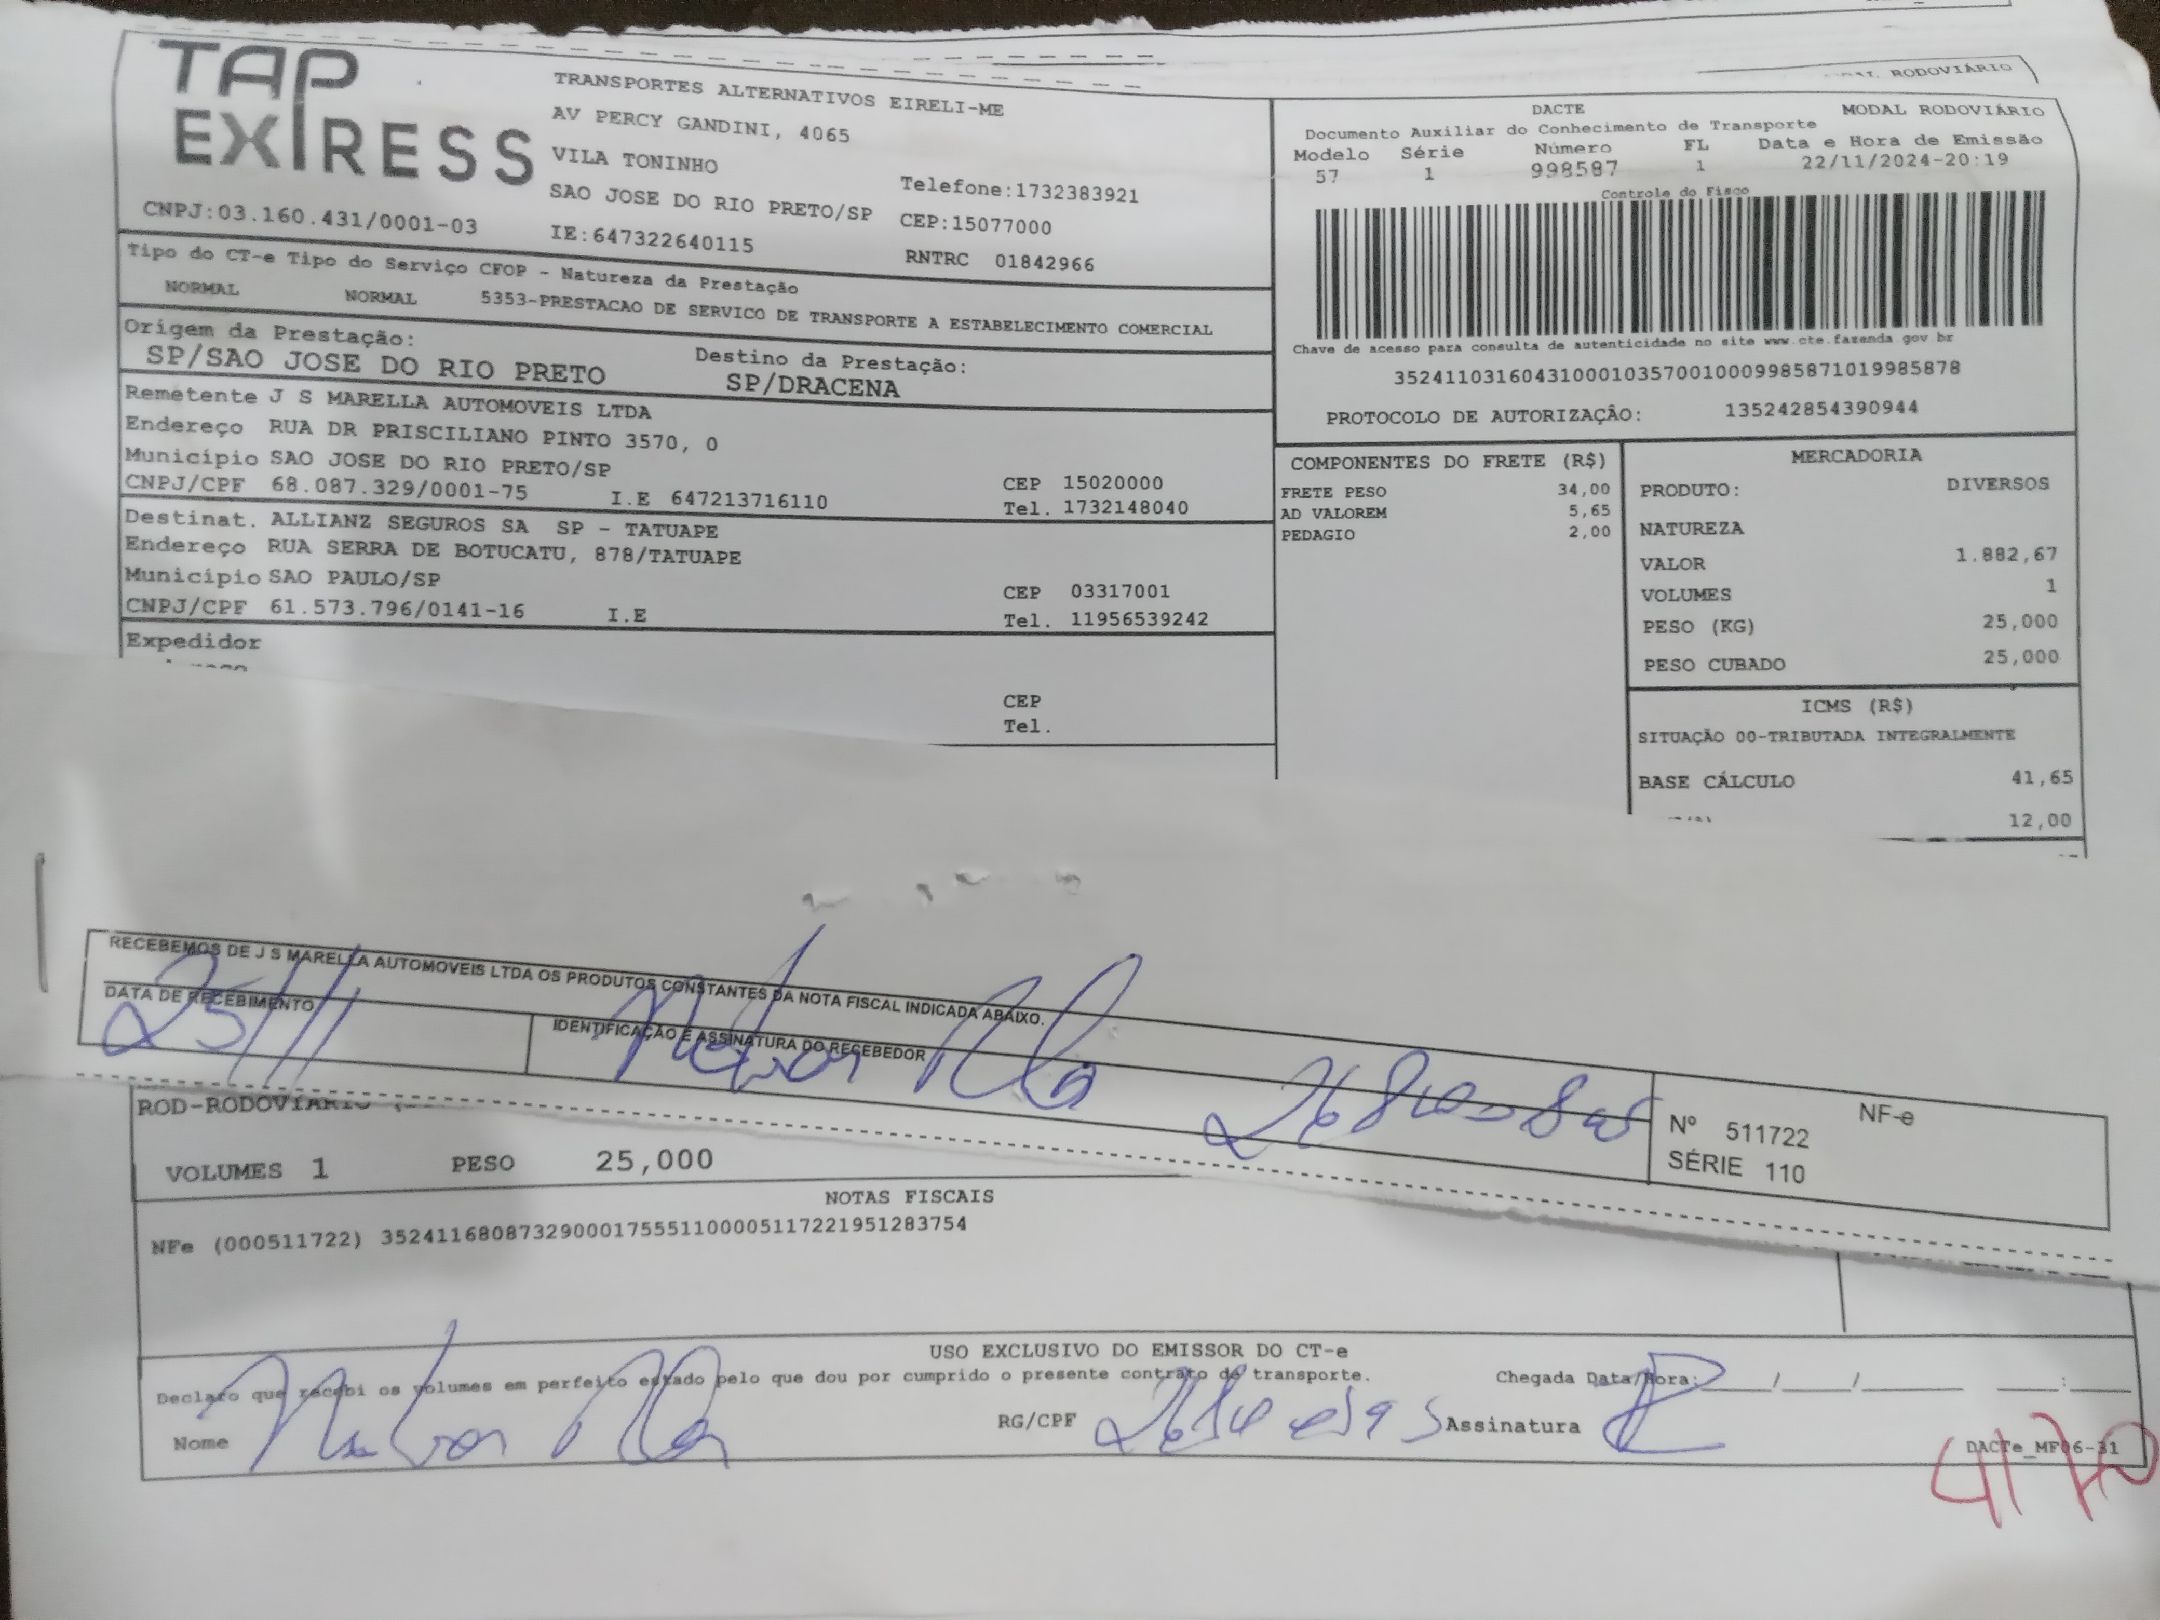 TAP EXPRESS
TRANSPORTES ALTERNATIVOS EIRELI-ME
AV PERCY GANDINI, 4065
VILA TONINHO
SAO JOSE DO RIO PRETO/SP
Telefone:1732383921
CEP:15077000
CNPJ:03.160.431/0001-03
IE:647322640115
RNTRC 01842966
Tipo do CT-e Tipo do Serviço CFOP - Natureza da Prestação
NORMAL NORMAL 5353-PRESTACAO DE SERVICO DE TRANSPORTE A ESTABELECIMENTO COMERCIAL
Origem da Prestação: Destino da Prestação:
SP/SAO JOSE DO RIO PRETO SP/DRACENA
Remetente J S MARELLA AUTOMOVEIS LTDA
Endereço RUA DR PRISCILIANO PINTO 3570, 0
Município SAO JOSE DO RIO PRETO/SP CEP 15020000
CNPJ/CPF 68.087.329/0001-75 I.E 647213716110 Tel. 1732148040
Destinat. ALLIANZ SEGUROS SA SP - TATUAPE
Endereço RUA SERRA DE BOTUCATU, 878/TATUAPE
Município SAO PAULO/SP CEP 03317001
CNPJ/CPF 61.573.796/0141-16 I.E Tel. 11956539242
Expedidor
CEP
Tel.
RODOVIÁRIO
DACTE MODAL RODOVIÁRIO
Documento Auxiliar do Conhecimento de Transporte
Modelo Série Número FL Data e Hora de Emissão
57 1 998587 1 22/11/2024-20:19
Controle do Fisco
Chave de acesso para consulta de autenticidade no site www.cte.fazenda.gov.br
35241103160431000103570010009985871019985878
PROTOCOLO DE AUTORIZAÇÃO: 135242854390944
COMPONENTES DO FRETE (R$)
FRETE PESO 34,00
AD VALOREM 5,65
PEDAGIO 2,00
MERCADORIA
PRODUTO: DIVERSOS
NATUREZA
VALOR 1.882,67
VOLUMES 1
PESO (KG) 25,000
PESO CUBADO 25,000
ICMS (R$)
SITUAÇÃO 00-TRIBUTADA INTEGRALMENTE
BASE CÁLCULO 41,65
12,00
RECEBEMOS DE J S MARELLA AUTOMOVEIS LTDA OS PRODUTOS CONSTANTES DA NOTA FISCAL INDICADA ABAIXO.
DATA DE RECEBIMENTO
25/11
IDENTIFICAÇÃO E ASSINATURA DO RECEBEDOR
NF-e
Nº 511722
SÉRIE 110
ROD-RODOVIÁRIO
VOLUMES 1 PESO 25,000
NOTAS FISCAIS
NFe (000511722) 35241168087329000175551100005117221951283754
USO EXCLUSIVO DO EMISSOR DO CT-e
Declaro que recebi os volumes em perfeito estado pelo que dou por cumprido o presente contrato de transporte.
Chegada Data/Hora: / / :
Nome RG/CPF Assinatura
DACTe_MF06-31